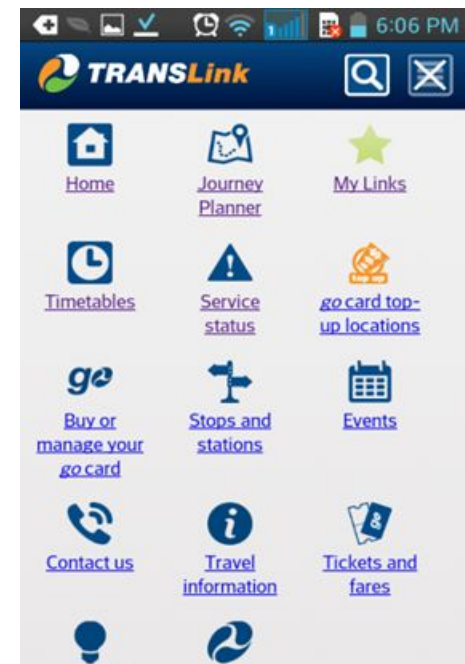 1 6:06 PM
TRANSLink
Home Journey My Links
Planner
Timetables Service go card top-
status up locations
go
Buy or Stops and Events
manage your stations
go card
Contact us Travel Tickets and
information fares